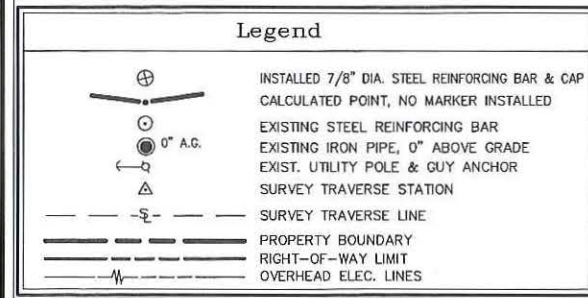 Legend
INSTALLED 7/8" DIA. STEEL REINFORCING BAR & CAP
CALCULATED POINT, NO MARKER INSTALLED
EXISTING STEEL REINFORCING BAR
0" A.G. EXISTING IRON PIPE, 0" ABOVE GRADE
EXIST. UTILITY POLE & GUY ANCHOR
SURVEY TRAVERSE STATION
SURVEY TRAVERSE LINE
PROPERTY BOUNDARY
RIGHT-OF-WAY LIMIT
OVERHEAD ELEC. LINES